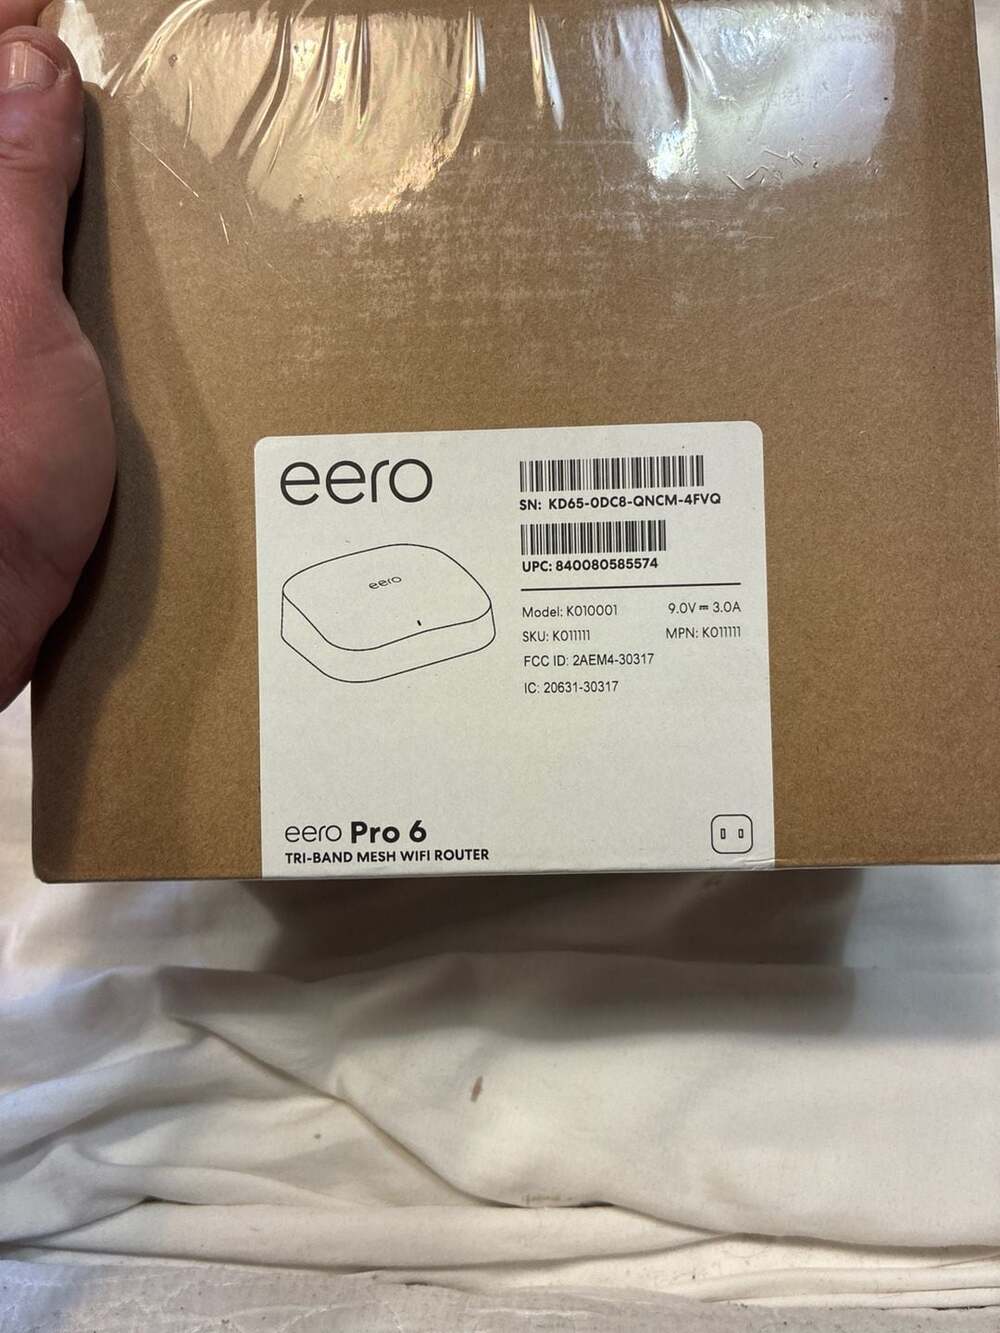 eero
SN: KD65-0DC8-QNCM-4FVQ
UPC: 840080585574
eero
Model: K010001
9.0V⎓3.0A
SKU: K011111
MPN: K011111
FCC ID: 2AEM4-30317
IC: 20631-30317
eero Pro 6
TRI-BAND MESH WIFI ROUTER